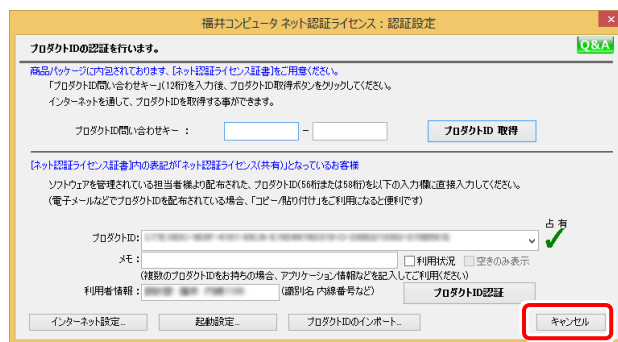 福井コンピュータ ネット認証ライセンス：認証設定
×
プロダクトIDの認証を行います。
Q&A
商品パッケージに内包されております、[ネット認証ライセンス証書]をご用意ください。
「プロダクトID問い合わせキー」(12桁)を入力後、プロダクトID取得ボタンをクリックしてください。
インターネットを通して、プロダクトIDを取得する事ができます。
プロダクトID問い合わせキー ： － プロダクトID 取得
[ネット認証ライセンス証書]内の表記が「ネット認証ライセンス(共有)」となっているお客様
ソフトウェアを管理されている担当者様より配布された、プロダクトID(56桁または58桁)を以下の入力欄に直接入力してください。
(電子メールなどでプロダクトIDを配布されている場合、「コピー/貼り付け」をご利用になると便利です)
占有
プロダクトID:
メモ： 利用状況 空きのみ表示
(複数のプロダクトIDをお持ちの場合、アプリケーション情報などを記入してご利用ください)
利用者情報： (識別名 内線番号など) プロダクトID認証
インターネット設定... 起動設定... プロダクトIDのインポート... キャンセル